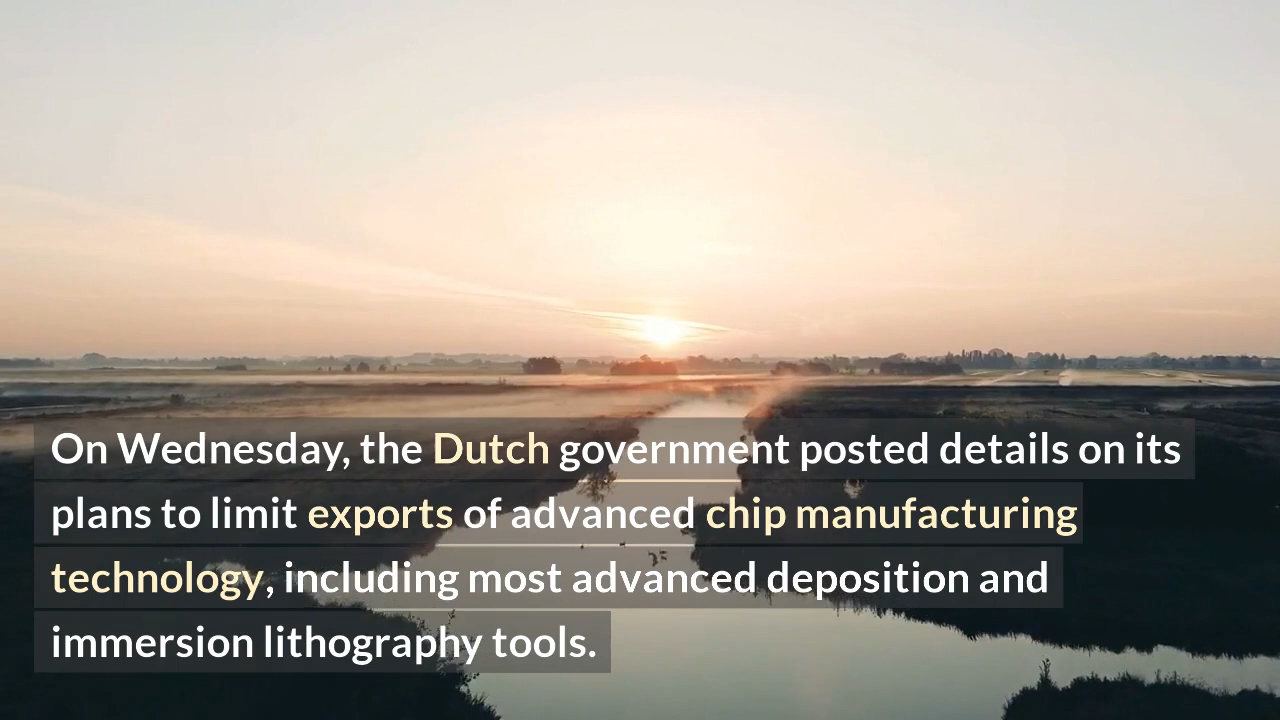 On Wednesday, the Dutch government posted details on its
plans to limit exports of advanced chip manufacturing
technology, including most advanced deposition and
immersion lithography tools.